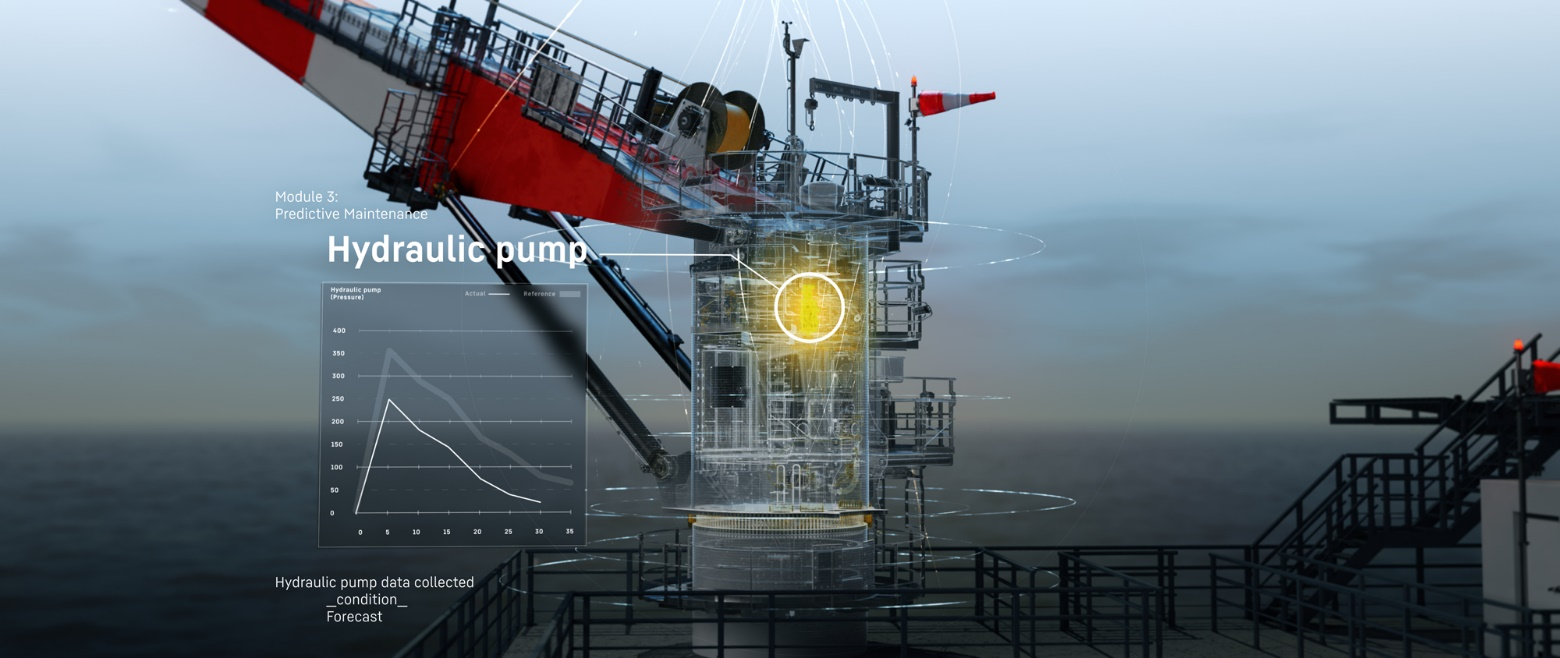 Module 3:
Predictive Maintenance
Hydraulic pump
Hydraulic pump
(Pressure)
Actual
Reference
400
350
300
250
200
150
100
50
0
0 5 10 15 20 25 30 35
Hydraulic pump data collected
_condition_
Forecast